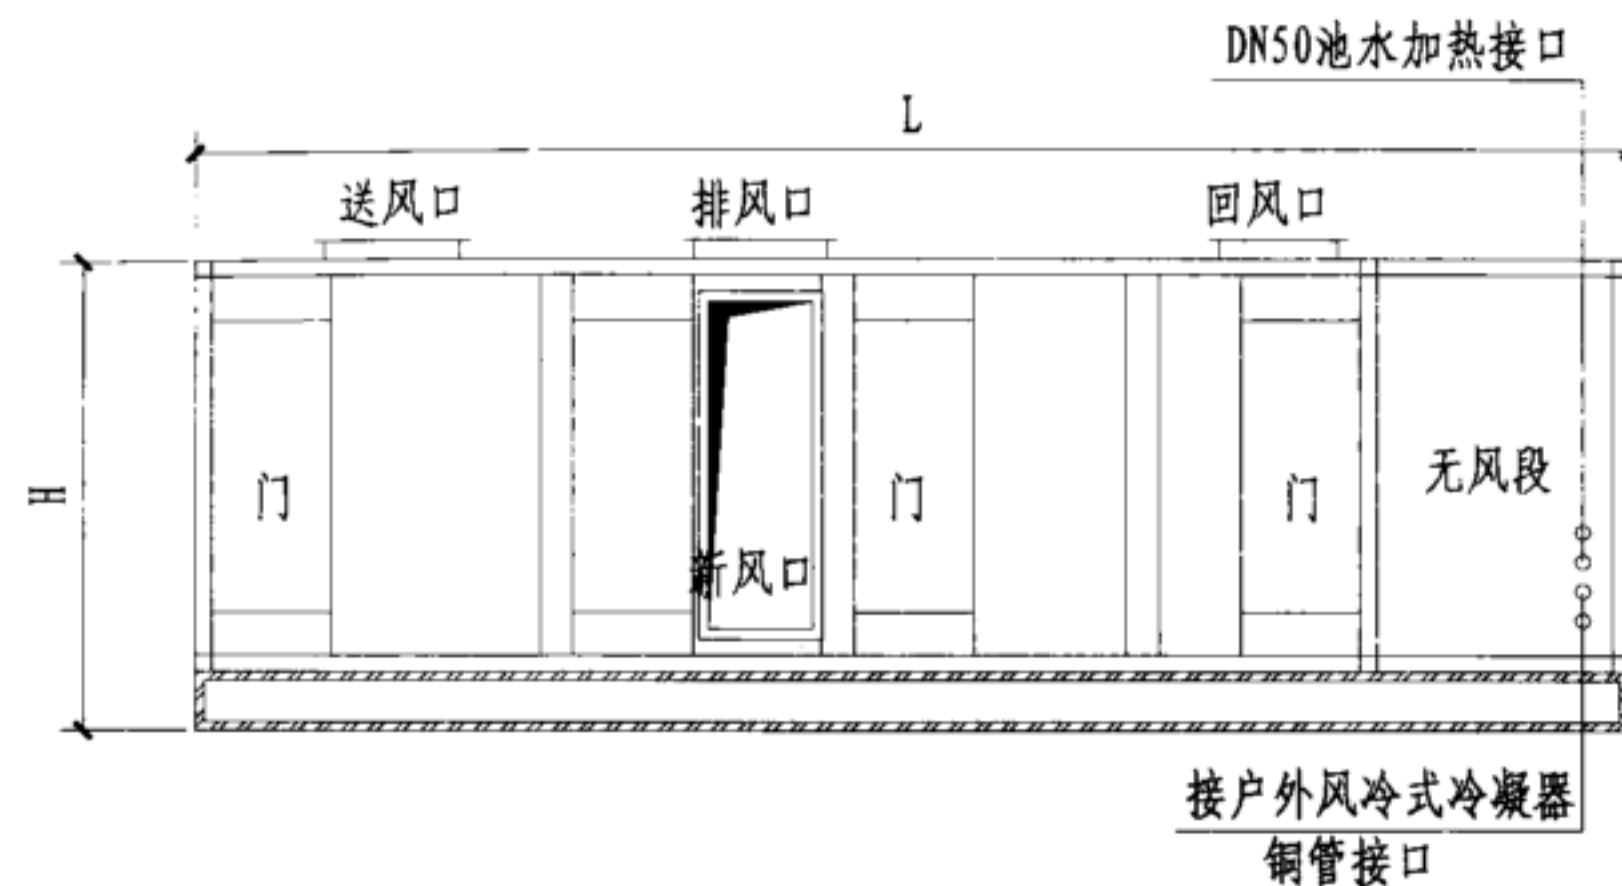 DN50池水加热接口
L
送风口
排风口
回风口
H
门
门
门
无风段
新风口
接户外风冷式冷凝器
铜管接口